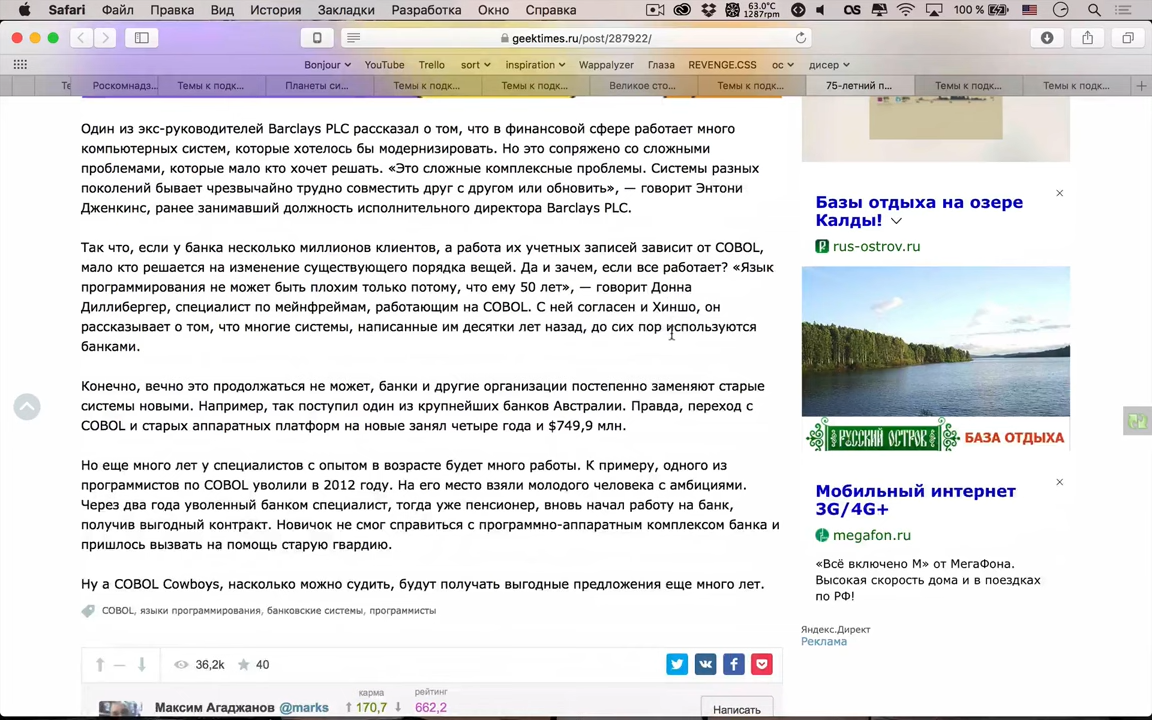 Safari Файл Правка Вид История Закладки Разработка Окно Справка 63.0°C 1287rpm 100 %
geektimes.ru/post/287922/
Bonjour YouTube Trello sort inspiration Wappalyzer Глаза REVENGE.CSS ос дисер
Те Роскомнадз... Темы к подк... Планеты си... Темы к подк... Темы к подк... Великое сто... Темы к подк... 75-летний п... Темы к подк... Темы к подк...
Один из экс-руководителей Barclays PLC рассказал о том, что в финансовой сфере работает много
компьютерных систем, которые хотелось бы модернизировать. Но это сопряжено со сложными
проблемами, которые мало кто хочет решать. «Это сложные комплексные проблемы. Системы разных
поколений бывает чрезвычайно трудно совместить друг с другом или обновить», — говорит Энтони
Дженкинс, ранее занимавший должность исполнительного директора Barclays PLC.
Так что, если у банка несколько миллионов клиентов, а работа их учетных записей зависит от COBOL,
мало кто решается на изменение существующего порядка вещей. Да и зачем, если все работает? «Язык
программирования не может быть плохим только потому, что ему 50 лет», — говорит Донна
Диллибергер, специалист по мейнфреймам, работающим на COBOL. С ней согласен и Хиншо, он
рассказывает о том, что многие системы, написанные им десятки лет назад, до сих пор используются
банками.
Конечно, вечно это продолжаться не может, банки и другие организации постепенно заменяют старые
системы новыми. Например, так поступил один из крупнейших банков Австралии. Правда, переход с
COBOL и старых аппаратных платформ на новые занял четыре года и $749,9 млн.
Но еще много лет у специалистов с опытом в возрасте будет много работы. К примеру, одного из
программистов по COBOL уволили в 2012 году. На его место взяли молодого человека с амбициями.
Через два года уволенный банком специалист, тогда уже пенсионер, вновь начал работу на банк,
получив выгодный контракт. Новичок не смог справиться с программно-аппаратным комплексом банка и
пришлось вызвать на помощь старую гвардию.
Ну а COBOL Cowboys, насколько можно судить, будут получать выгодные предложения еще много лет.
COBOL, языки программирования, банковские системы, программисты
36,2k 40
карма рейтинг
Максим Агаджанов @marks 170,7 662,2 Написать
Базы отдыха на озере
Калды!
rus-ostrov.ru
РУССКИЙ ОСТРОВ БАЗА ОТДЫХА
Мобильный интернет
3G/4G+
megafon.ru
«Всё включено М» от МегаФона.
Высокая скорость дома и в поездках
по РФ!
Яндекс.Директ
Реклама